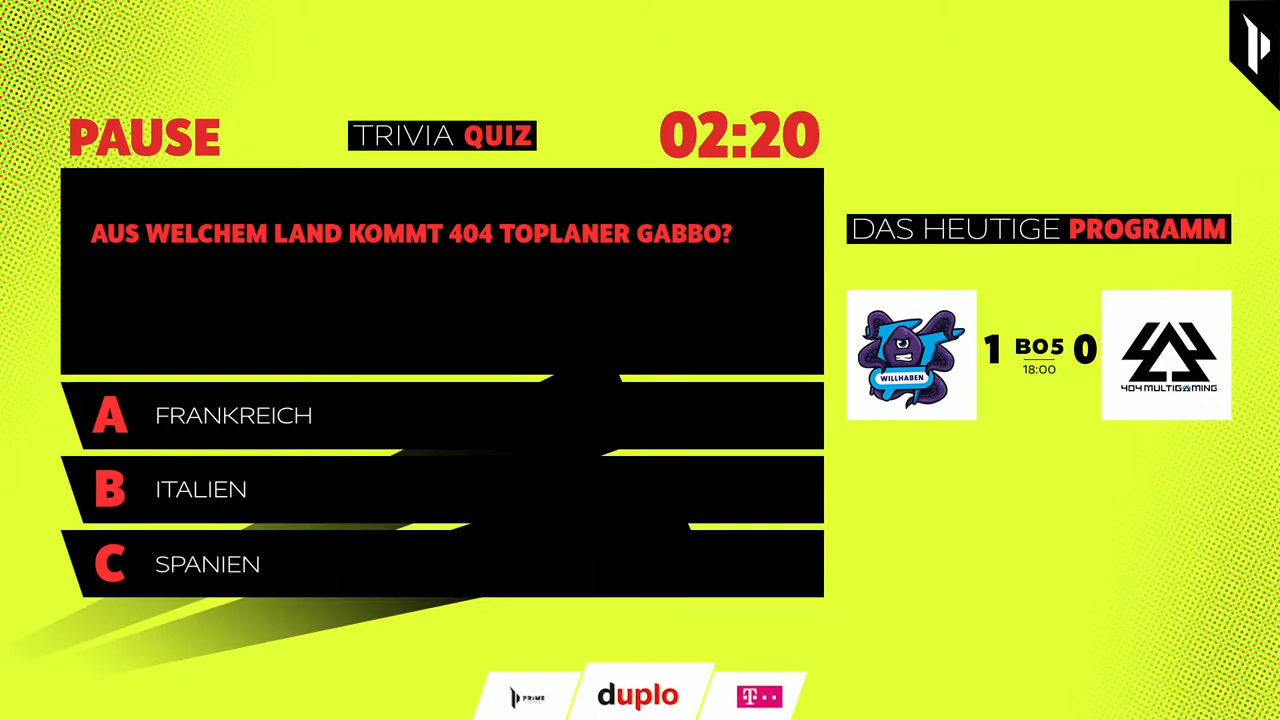 PAUSE
TRIVIA QUIZ
02:20
AUS WELCHEM LAND KOMMT 404 TOPLANER GABBO?
A FRANKREICH
B ITALIEN
C SPANIEN
DAS HEUTIGE PROGRAMM
WILLHABEN
1 BO5 0
18:00
404 MULTIGAMING
PRIME
duplo
T